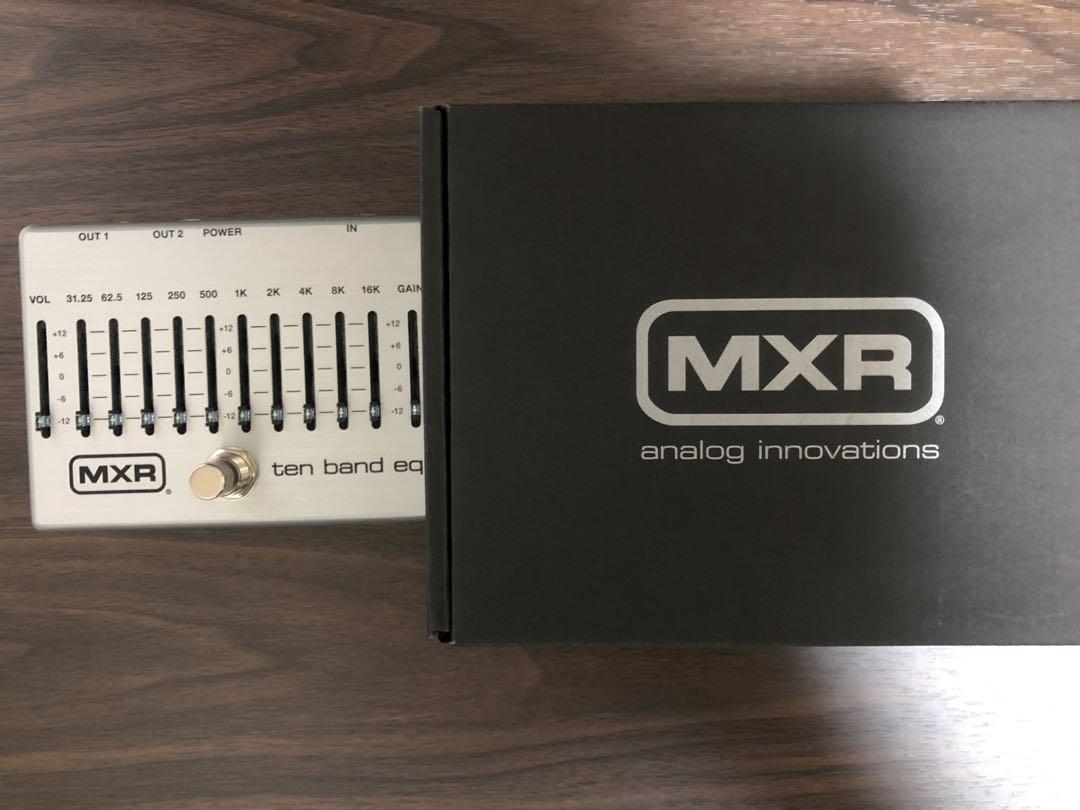 OUT 1 OUT 2 POWER IN
VOL 31.25 62.5 125 250 500 1K 2K 4K 8K 16K GAIN
+12 +12 +12
+6 +6 +6
0 0 0
-6 -6 -6
-12 -12 -12
MXR
ten band eq
MXR
analog innovations